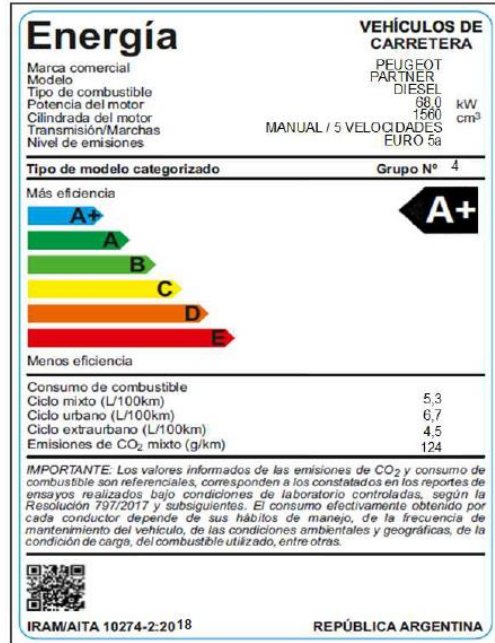 Energía
VEHÍCULOS DE
CARRETERA
Marca comercial PEUGEOT
Modelo PARTNER
Tipo de combustible DIESEL
Potencia del motor 68,0 kW
Cilindrada del motor 1560 cm³
Transmisión/Marchas MANUAL / 5 VELOCIDADES
Nivel de emisiones EURO 5a
Tipo de modelo categorizado Grupo Nº 4
Más eficiencia
A+
A+
A
B
C
D
E
Menos eficiencia
Consumo de combustible
Ciclo mixto (L/100km) 5,3
Ciclo urbano (L/100km) 6,7
Ciclo extraurbano (L/100km) 4,5
Emisiones de CO₂ mixto (g/km) 124
IMPORTANTE: Los valores informados de las emisiones de CO₂ y consumo de
combustible son referenciales, corresponden a los constatados en los reportes de
ensayos realizados bajo condiciones de laboratorio controladas, según la
Resolución 797/2017 y subsiguientes. El consumo efectivamente obtenido por
cada conductor depende de sus hábitos de manejo, de la frecuencia de
mantenimiento del vehículo, de las condiciones ambientales y geográficas, de la
condición de carga, del combustible utilizado, entre otras.
IRAM/AITA 10274-2:2018 REPÚBLICA ARGENTINA